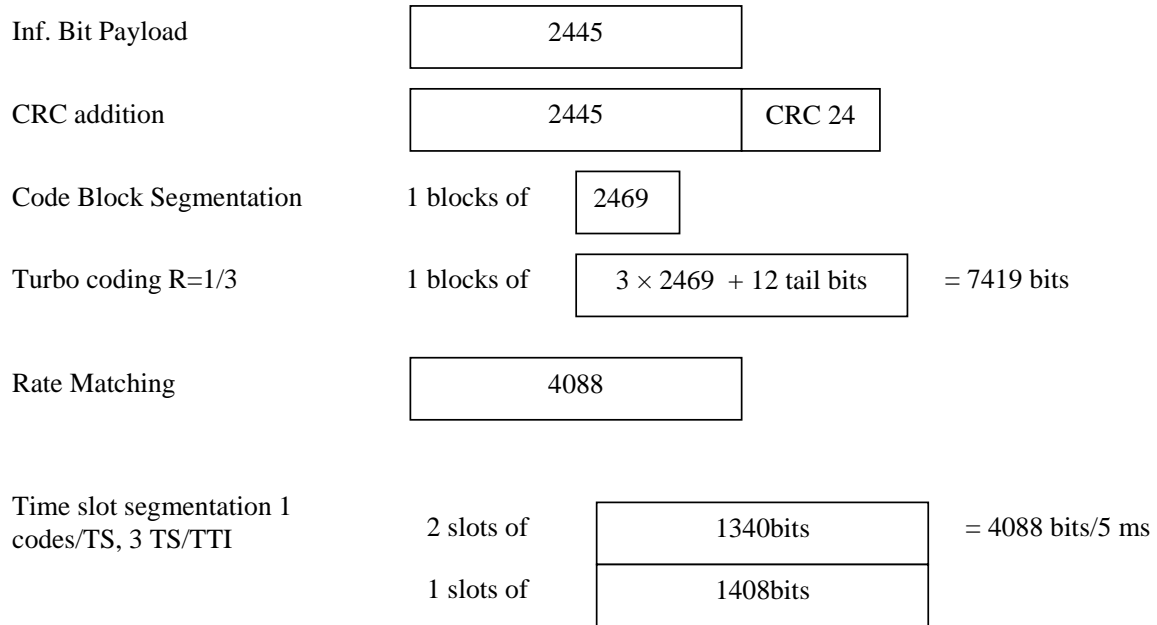 Inf. Bit Payload 2445
CRC addition 2445 CRC 24
Code Block Segmentation 1 blocks of 2469
Turbo coding R=1/3 1 blocks of 3 × 2469 + 12 tail bits = 7419 bits
Rate Matching 4088
Time slot segmentation 1
codes/TS, 3 TS/TTI 2 slots of 1340bits = 4088 bits/5 ms
1 slots of 1408bits